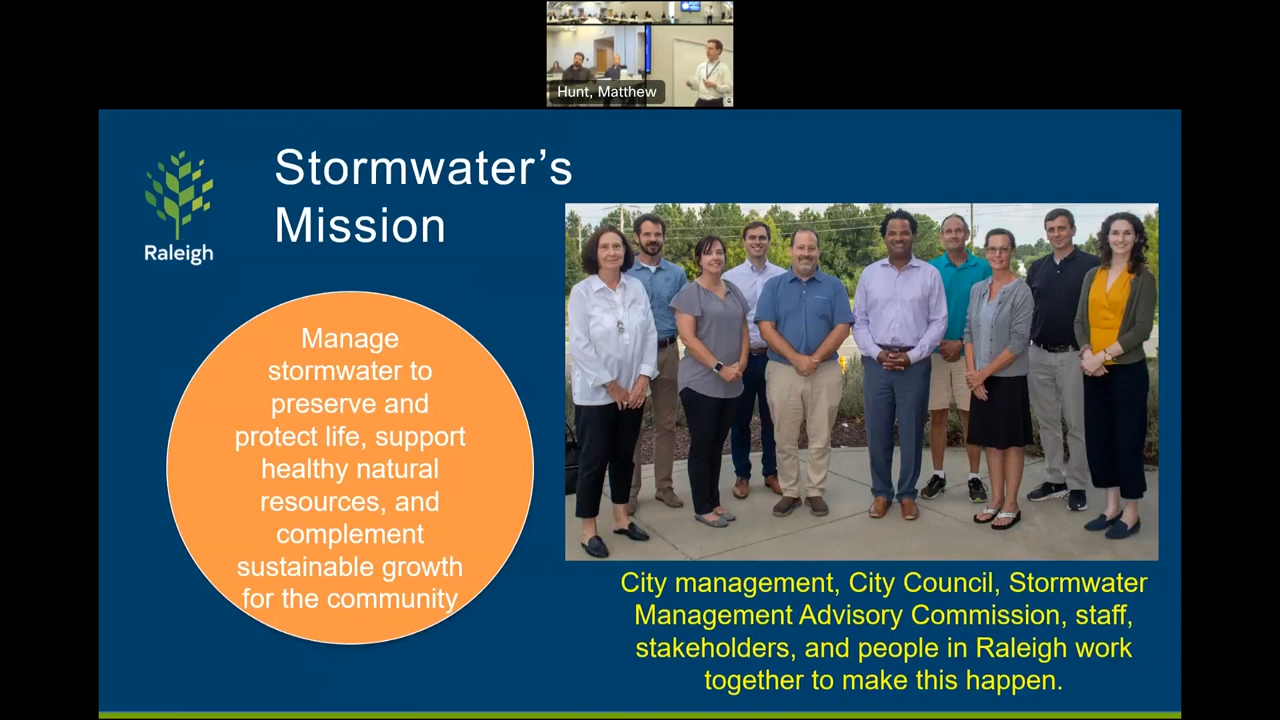 Hunt, Matthew
Stormwater’s
Mission
Raleigh
Manage
stormwater to
preserve and
protect life, support
healthy natural
resources, and
complement
sustainable growth
for the community
City management, City Council, Stormwater
Management Advisory Commission, staff,
stakeholders, and people in Raleigh work
together to make this happen.